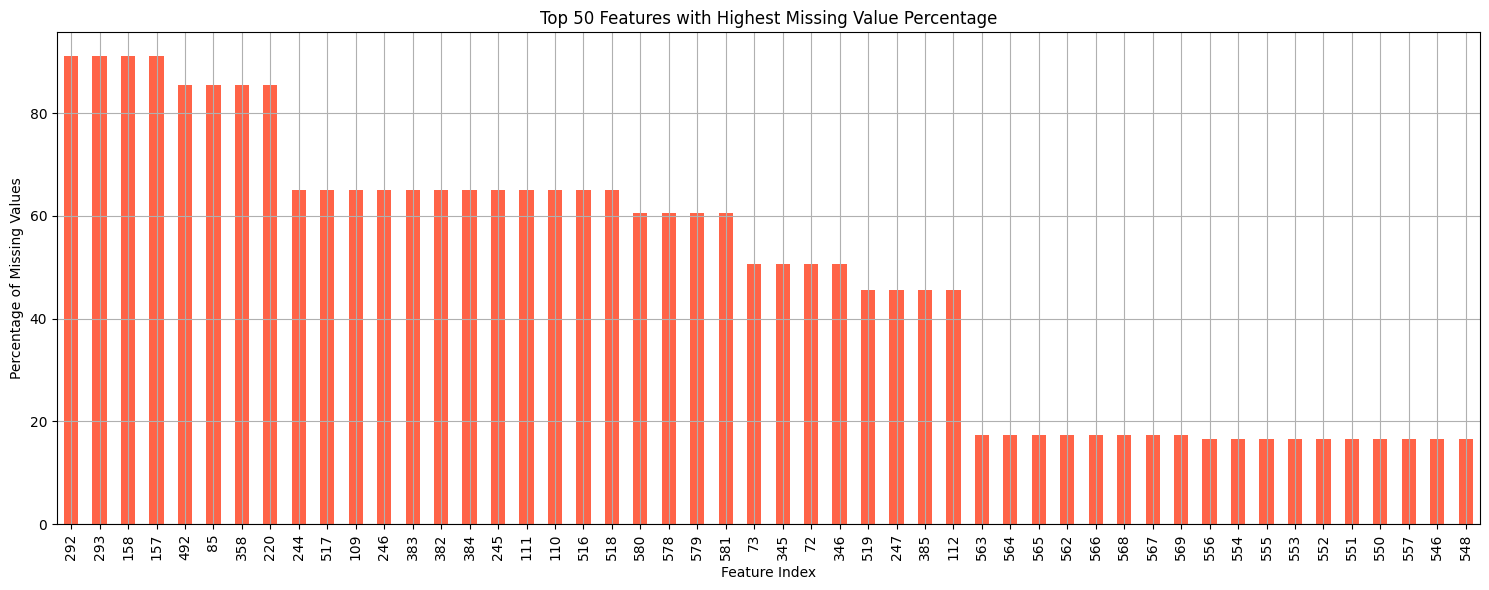 Top 50 Features with Highest Missing Value Percentage
Percentage of Missing Values
80
60
40
20
0
292 293 158 157 492 85 358 220 244 517 109 246 383 382 384 245 111 110 516 518 580 578 579 581 73 345 72 346 519 247 385 112 563 564 565 562 566 568 567 569 556 554 555 553 552 551 550 557 546 548
Feature Index